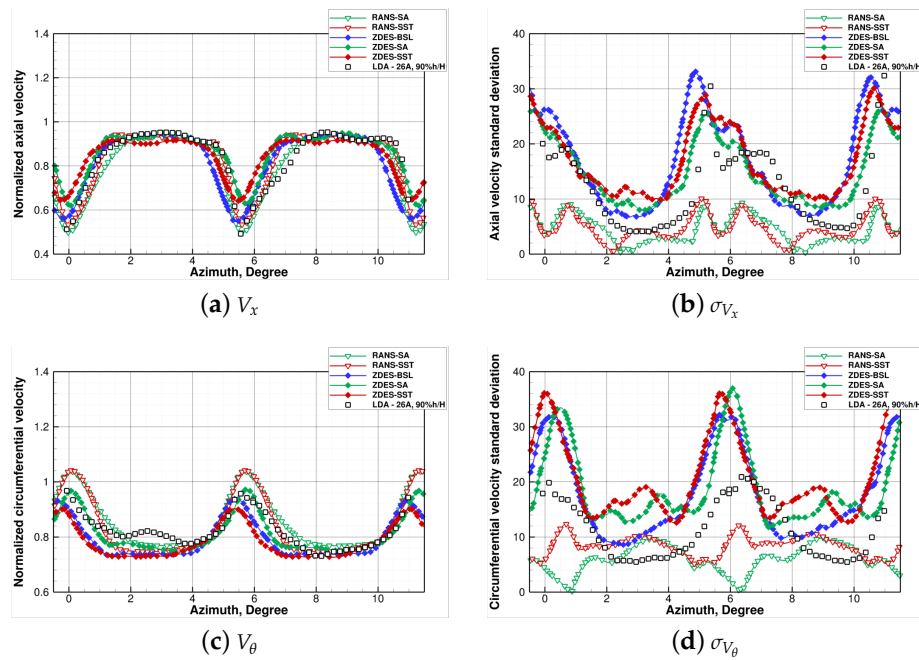 RANS-SA
RANS-SST
ZDES-BSL
ZDES-SA
ZDES-SST
LDA - 26A, 90%h/H
Normalized axial velocity
1.4
1.2
1
0.8
0.6
0.4
0 2 4 6 8 10
Azimuth, Degree
(a) Vₓ
RANS-SA
RANS-SST
ZDES-BSL
ZDES-SA
ZDES-SST
LDA - 26A, 90%h/H
Axial velocity standard deviation
40
30
20
10
0
0 2 4 6 8 10
Azimuth, Degree
(b) σ_{Vₓ}
RANS-SA
RANS-SST
ZDES-BSL
ZDES-SA
ZDES-SST
LDA - 26A, 90%h/H
Normalized circumferential velocity
1.4
1.2
1
0.8
0.6
0 2 4 6 8 10
Azimuth, Degree
(c) V_θ
RANS-SA
RANS-SST
ZDES-BSL
ZDES-SA
ZDES-SST
LDA - 26A, 90%h/H
Circumferential velocity standard deviation
40
30
20
10
0
0 2 4 6 8 10
Azimuth, Degree
(d) σ_{V_θ}